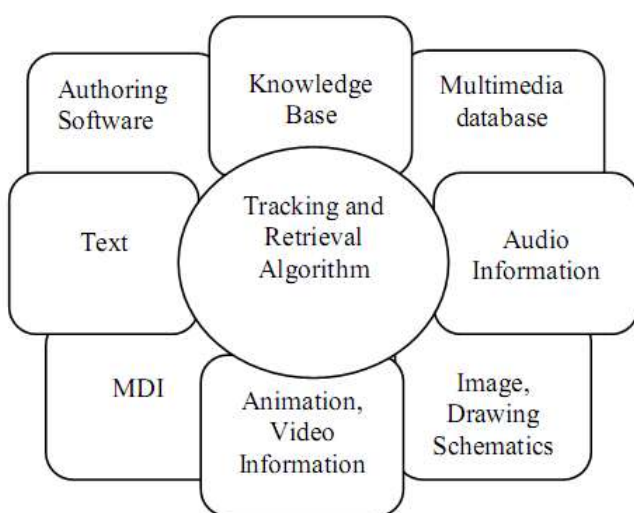 Authoring
Software
Knowledge
Base
Multimedia
database
Text
Tracking and
Retrieval
Algorithm
Audio
Information
MDI
Animation,
Video
Information
Image,
Drawing
Schematics